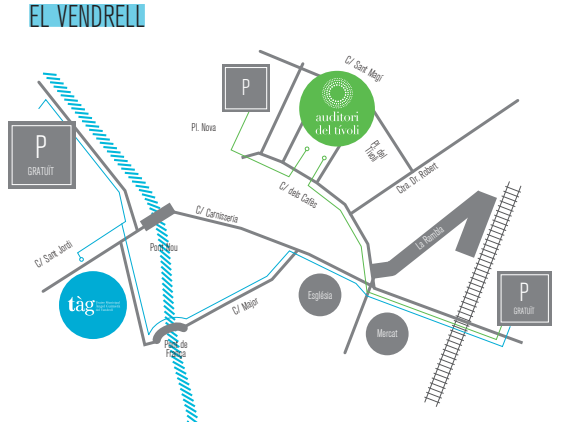 EL VENDRELL
C/ Sant Magí
P
auditori
del tívoli
Pl. Nova
P
GRATUÏT
Pl. del
Tívoli
Ctra. Dr. Robert
C/ dels Cafès
C/ Carnisseria
La Rambla
C/ Sant Jordi
Pont Nou
tàg
Església
C/ Major
P
GRATUÏT
Mercat
Pont de
França